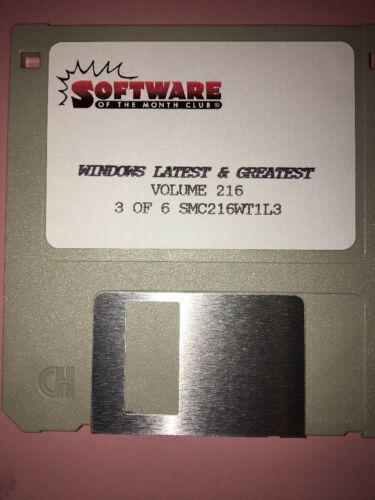 SOFTWARE
OF THE MONTH CLUB®
WINDOWS LATEST & GREATEST
VOLUME 216
3 OF 6 SMC216WT1L3
CH